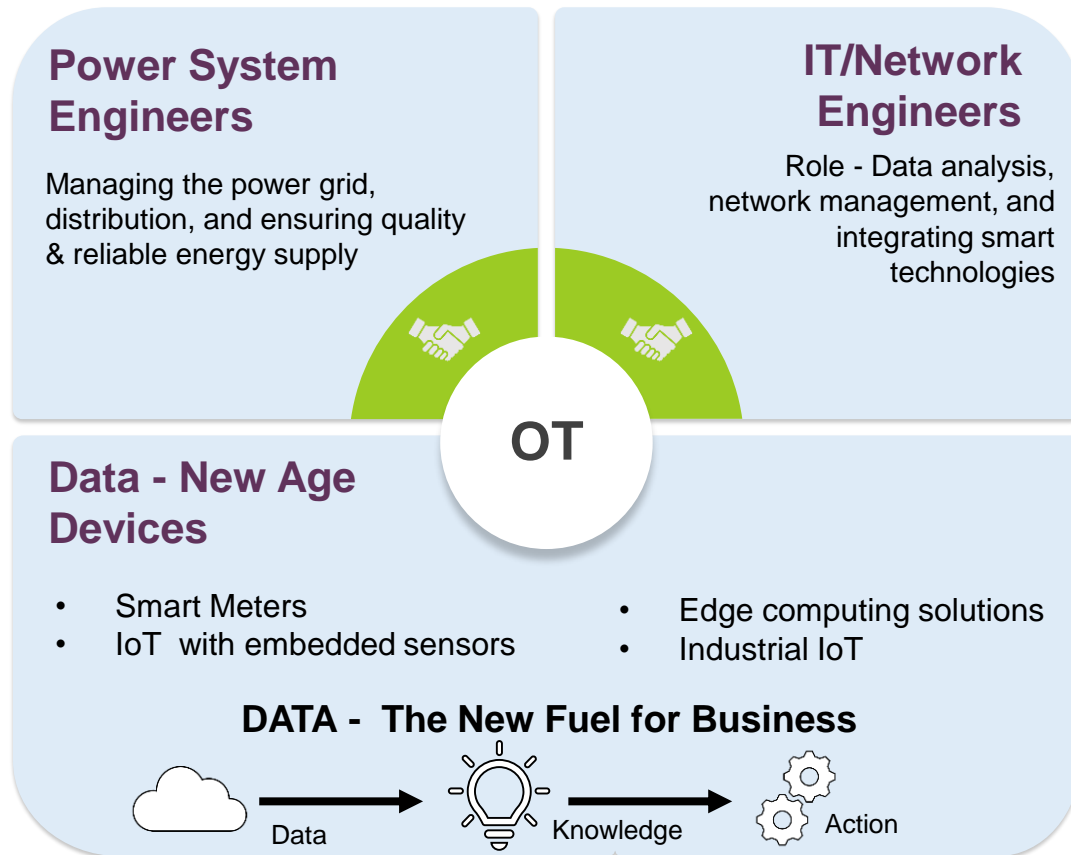 Power System
Engineers
Managing the power grid,
distribution, and ensuring quality
& reliable energy supply
IT/Network
Engineers
Role - Data analysis,
network management, and
integrating smart
technologies
OT
Data - New Age
Devices
• Smart Meters
• IoT with embedded sensors
• Edge computing solutions
• Industrial IoT
DATA - The New Fuel for Business
Data
Knowledge
Action